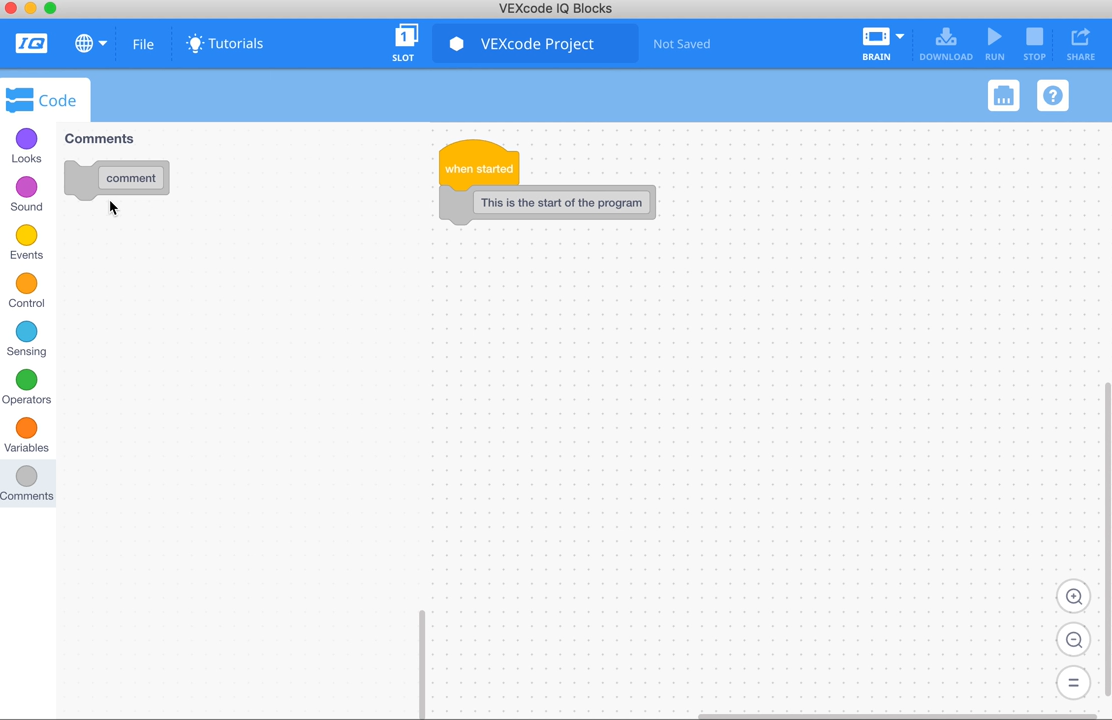 VEXcode IQ Blocks
IQ
File
Tutorials
1
SLOT
VEXcode Project
Not Saved
BRAIN
DOWNLOAD
RUN
STOP
SHARE
Code
?
Looks
Sound
Events
Control
Sensing
Operators
Variables
Comments
Comments
comment
when started
This is the start of the program